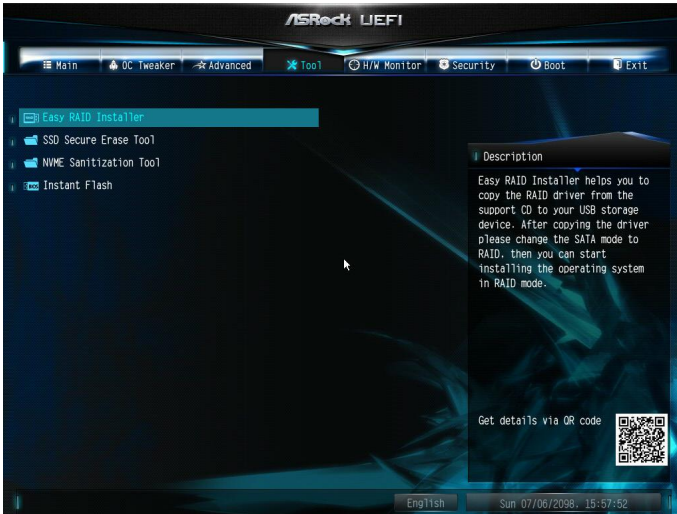 ASRock UEFI
Main OC Tweaker Advanced Tool H/W Monitor Security Boot Exit
Easy RAID Installer
SSD Secure Erase Tool
NVME Sanitization Tool
BIOS Instant Flash
Description
Easy RAID Installer helps you to
copy the RAID driver from the
support CD to your USB storage
device. After copying the driver
please change the SATA mode to
RAID, then you can start
installing the operating system
in RAID mode.
Get details via QR code
English Sun 07/06/2098, 15:57:52